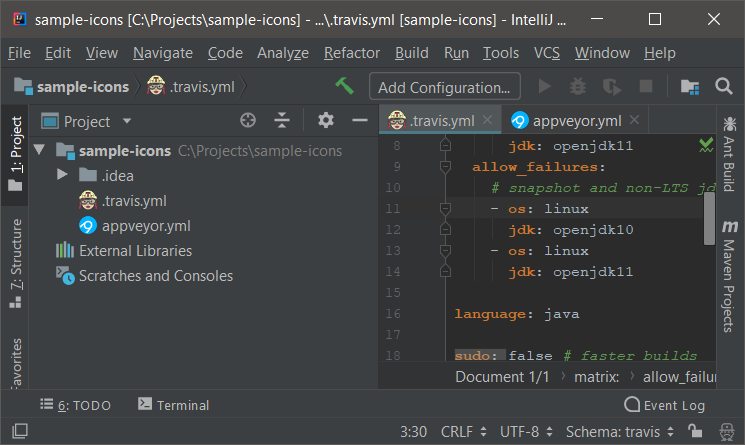 sample-icons [C:\Projects\sample-icons] - ...\.travis.yml [sample-icons] - IntelliJ ...
File Edit View Navigate Code Analyze Refactor Build Run Tools VCS Window Help
sample-icons .travis.yml Add Configuration...
1: Project
7: Structure
Favorites
Project
sample-icons C:\Projects\sample-icons
.idea
.travis.yml
appveyor.yml
External Libraries
Scratches and Consoles
.travis.yml appveyor.yml
8 jdk: openjdk11
9 allow_failures:
10 # snapshot and non-LTS jd
11 - os: linux
12 jdk: openjdk10
13 - os: linux
14 jdk: openjdk11
15
16 language: java
17
18 sudo: false # faster builds
Document 1/1 matrix: allow_failu
Ant Build
m Maven Projects
6: TODO Terminal Event Log
3:30 CRLF UTF-8 Schema: travis